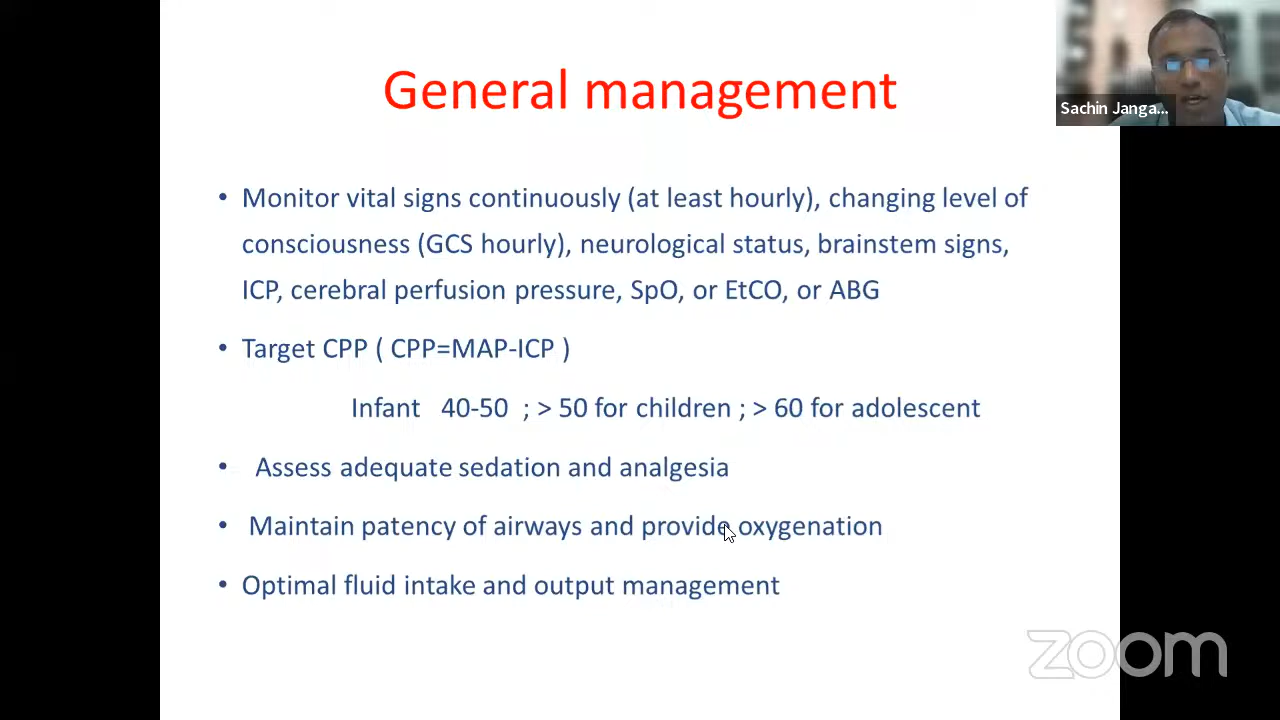 General management
Sachin Janga...
• Monitor vital signs continuously (at least hourly), changing level of
consciousness (GCS hourly), neurological status, brainstem signs,
ICP, cerebral perfusion pressure, SpO, or EtCO, or ABG
• Target CPP ( CPP=MAP-ICP )
Infant 40-50 ; > 50 for children ; > 60 for adolescent
• Assess adequate sedation and analgesia
• Maintain patency of airways and provide oxygenation
• Optimal fluid intake and output management
zoom